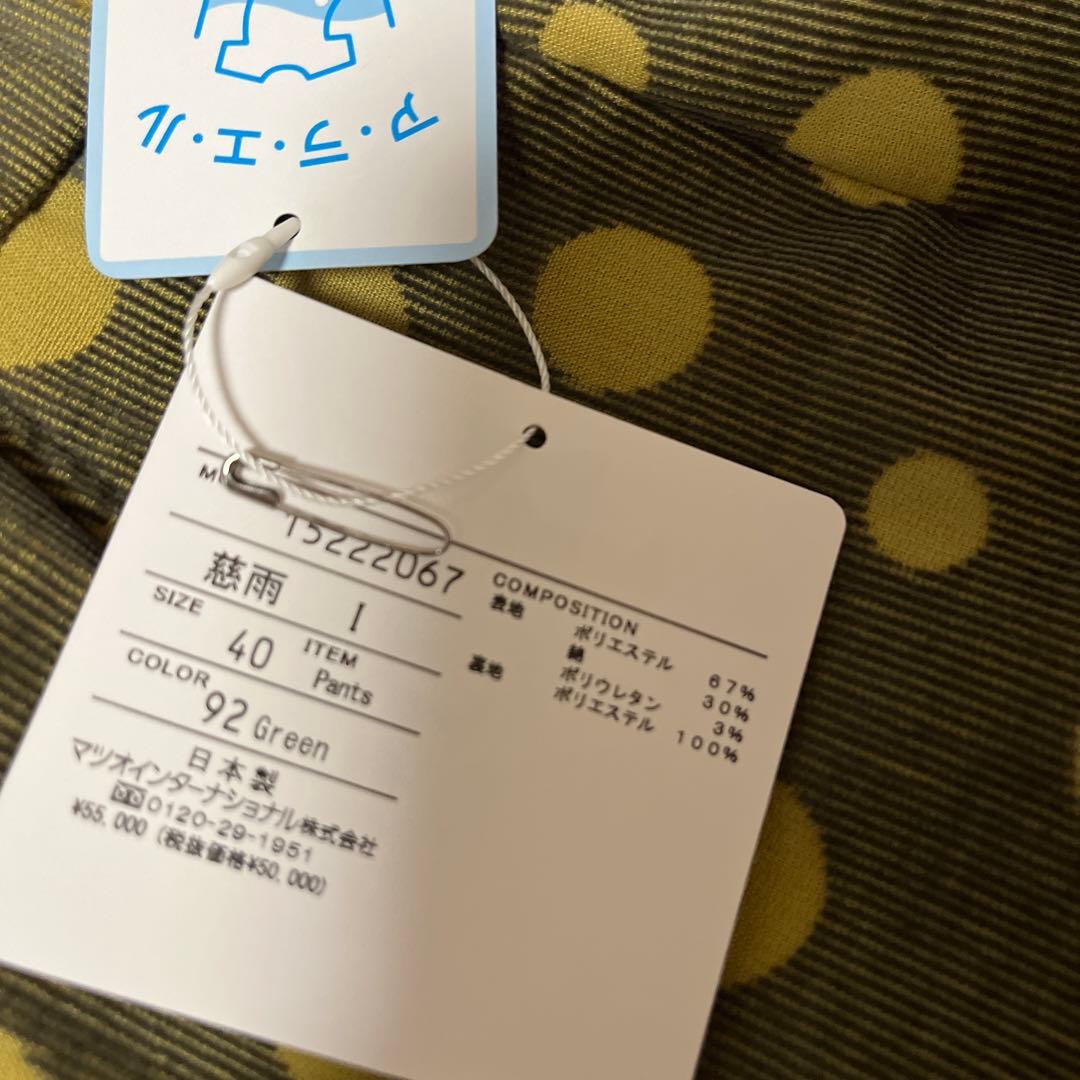 ア・ラ・エ・ル
15222067
慈雨 I
SIZE
40
ITEM
Pants
COLOR
92 Green
日本製
マツオインターナショナル株式会社
0120-29-1951
¥55,000 (税抜価格¥50,000)
COMPOSITION
表地
ポリエステル 67%
綿 30%
ポリウレタン 3%
裏地
ポリエステル 100%